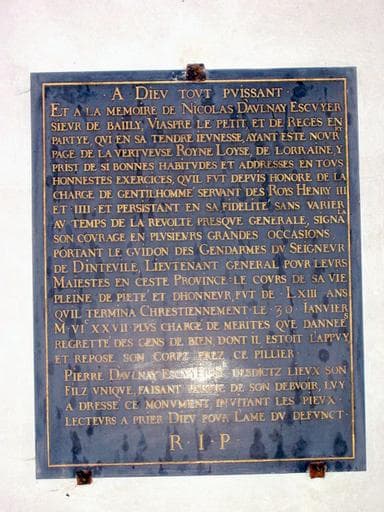 · A DIEV TOVT PVISSANT ·
ET A LA MEMOIRE DE NICOLAS DAVLNAY ESCVYER
SIEVR DE BAILLY, VIASPRE LE PETIT ET DE REGES EN
PARTYE, QVI EN SA TENDRE IEVNESSE, AYANT ESTE NOVRY
PAGE DE LA VERTVEVSE ROYNE LOYSE, DE LORRAINE, Y
PRIST DE SI BONNES HABITVDES ET ADDRESSES EN TOVS
HONNESTES EXERCICES, QVIL FVT DEPVIS HONORE DE LA
CHARGE DE GENTILHOMME SERVANT DES ROYS HENRY III
ET IIII ET PERSISTANT EN SA FIDELITE SANS VARIER
AV TEMPS DE LA REVOLTE PRESQVE GENERALE, SIGNA
SON COVRAGE EN PLVSIEVRS GRANDES OCCASIONS
PORTANT LE GVIDON DES GENDARMES DV SEIGNEVR
DE DINTEVILE, LIEVTENANT GENERAL POVR LEVRS
MAIESTES EN CESTE PROVINCE · LE COVRS DE SA VIE
PLEINE DE PIETE ET DHONNEVR, FVT DE · LXIII ANS
QVIL TERMINA CHRESTIENNEMENT LE · 30 · IANVIER
M · VIC XXVII PLVS CHARGE DE MERITES QVE DANNEES
REGRETTE DES GENS DE BIEN, DONT IL ESTOIT L'APPVY
ET REPOSE SON CORPZ PREZ CE PILLIER
PIERRE DAVLNAY ESCVYER SR DESDICTZ LIEVX SON
FILZ VNIQVE, FAISANT PARTIE DE SON DEBVOIR, LVY
A DRESSE CE MONVMENT INVITANT LES PIEVX
LECTEVRS A PRIER DIEV POVR L'AME DV DEFVNCT ·
R · I · P